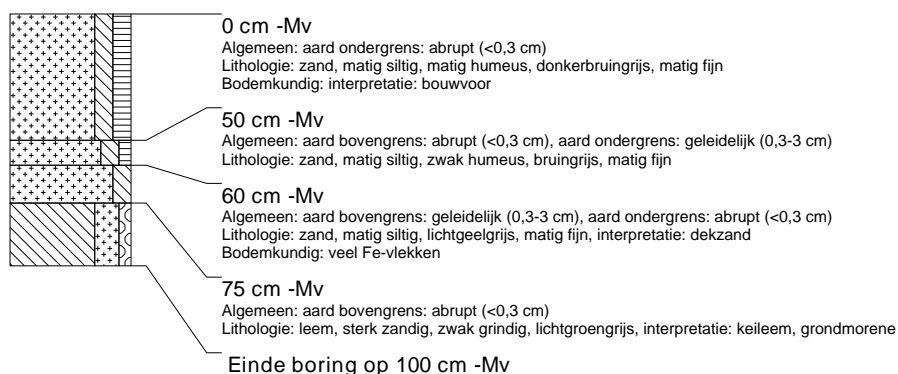 0 cm -Mv
Algemeen: aard ondergrens: abrupt (<0,3 cm)
Lithologie: zand, matig siltig, matig humeus, donkerbruingrijs, matig fijn
Bodemkundig: interpretatie: bouwvoor
50 cm -Mv
Algemeen: aard bovengrens: abrupt (<0,3 cm), aard ondergrens: geleidelijk (0,3-3 cm)
Lithologie: zand, matig siltig, zwak humeus, bruingrijs, matig fijn
60 cm -Mv
Algemeen: aard bovengrens: geleidelijk (0,3-3 cm), aard ondergrens: abrupt (<0,3 cm)
Lithologie: zand, matig siltig, lichtgeelgrijs, matig fijn, interpretatie: dekzand
Bodemkundig: veel Fe-vlekken
75 cm -Mv
Algemeen: aard bovengrens: abrupt (<0,3 cm)
Lithologie: leem, sterk zandig, zwak grindig, lichtgroengrijs, interpretatie: keileem, grondmorene
Einde boring op 100 cm -Mv